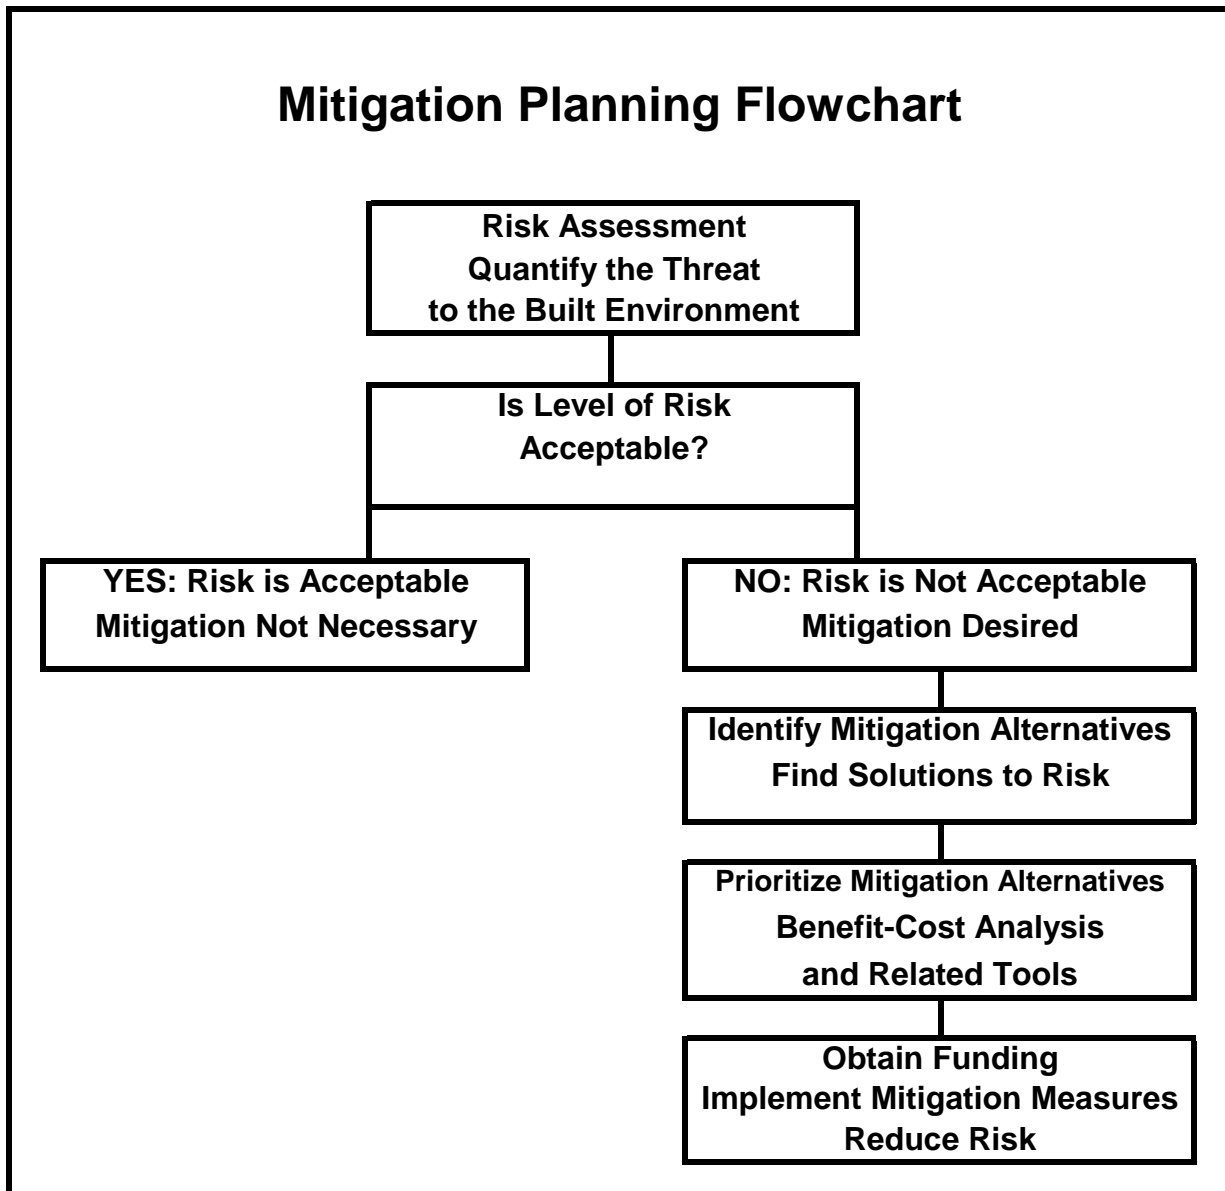 Mitigation Planning Flowchart
Risk Assessment
Quantify the Threat
to the Built Environment
Is Level of Risk
Acceptable?
YES: Risk is Acceptable
Mitigation Not Necessary
NO: Risk is Not Acceptable
Mitigation Desired
Identify Mitigation Alternatives
Find Solutions to Risk
Prioritize Mitigation Alternatives
Benefit-Cost Analysis
and Related Tools
Obtain Funding
Implement Mitigation Measures
Reduce Risk